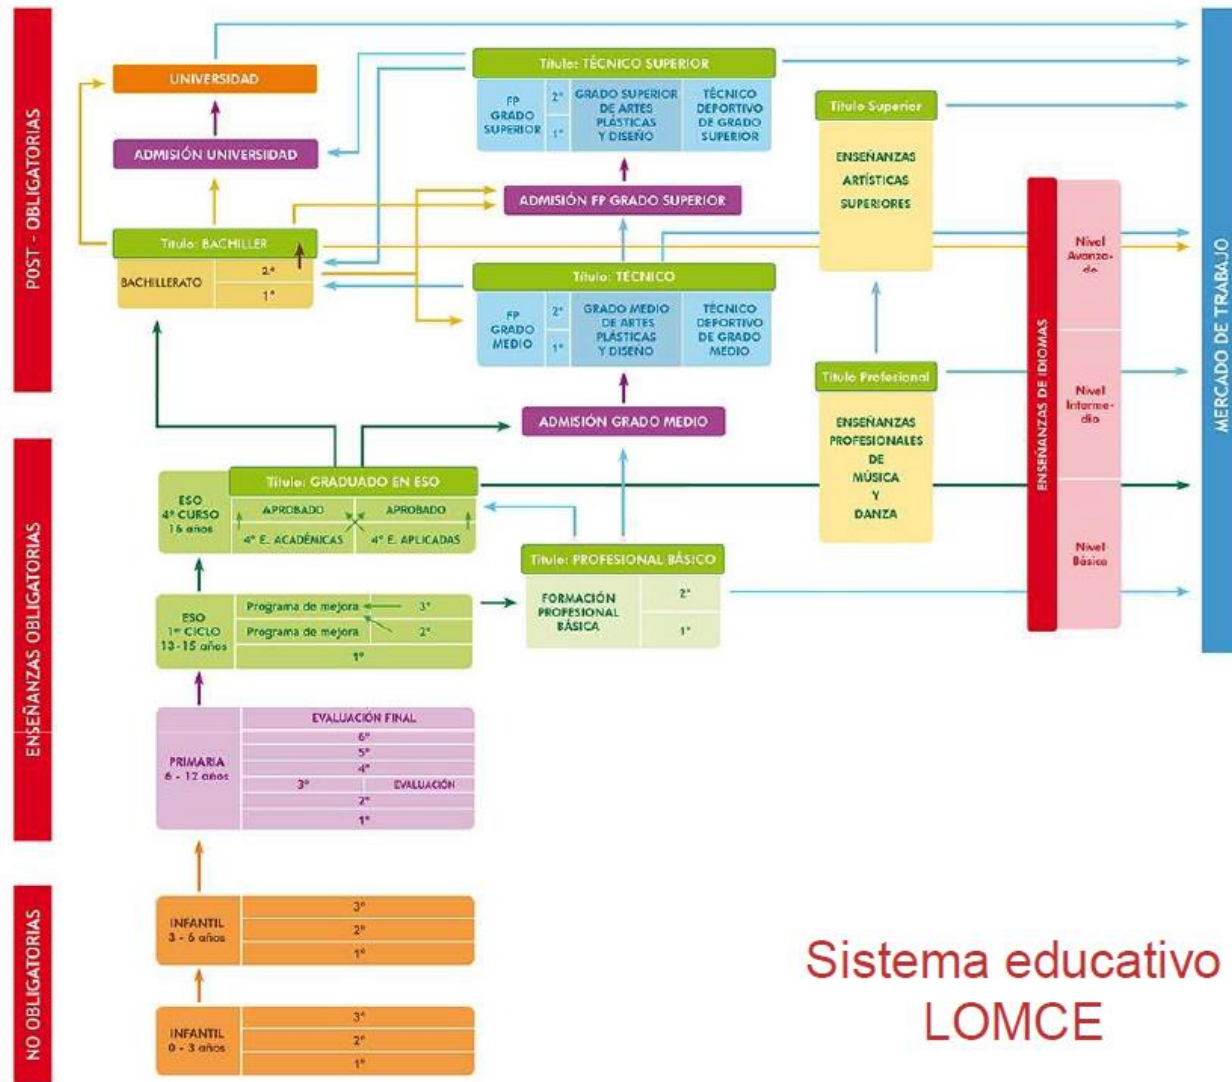 POST - OBLIGATORIAS
UNIVERSIDAD
ADMISIÓN UNIVERSIDAD
Título: BACHILLER
BACHILLERATO
2º
1º
Título: TÉCNICO SUPERIOR
FP
GRADO
SUPERIOR
2º
1º
GRADO SUPERIOR
DE ARTES
PLÁSTICAS
Y DISEÑO
TÉCNICO
DEPORTIVO
DE GRADO
SUPERIOR
ADMISIÓN FP GRADO SUPERIOR
Título: TÉCNICO
FP
GRADO
MEDIO
2º
1º
GRADO MEDIO
DE ARTES
PLÁSTICAS
Y DISEÑO
TÉCNICO
DEPORTIVO
DE GRADO
MEDIO
ADMISIÓN GRADO MEDIO
Título Superior
ENSEÑANZAS
ARTÍSTICAS
SUPERIORES
Título Profesional
ENSEÑANZAS
PROFESIONALES
DE
MÚSICA
Y
DANZA
ENSEÑANZAS DE IDIOMAS
Nivel
Avanza-
do
Nivel
Interme-
dio
Nivel
Básico
MERCADO DE TRABAJO
ENSEÑANZAS OBLIGATORIAS
ESO
4º CURSO
16 años
Título: GRADUADO EN ESO
APROBADO
APROBADO
4º E. ACADÉMICAS
4º E. APLICADAS
Título: PROFESIONAL BÁSICO
FORMACIÓN
PROFESIONAL
BÁSICA
2º
1º
ESO
1er CICLO
13-15 años
Programa de mejora
3º
Programa de mejora
2º
1º
PRIMARIA
6 - 12 años
EVALUACIÓN FINAL
6º
5º
4º
3º
EVALUACIÓN
2º
1º
NO OBLIGATORIAS
INFANTIL
3 - 6 años
3º
2º
1º
INFANTIL
0 - 3 años
3º
2º
1º
Sistema educativo
LOMCE